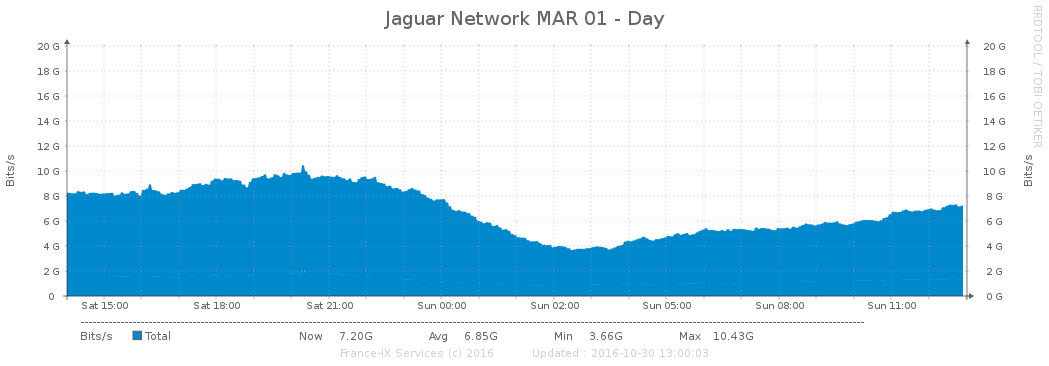 Jaguar Network MAR 01 - Day
RRDTOOL / TOBI OETIKER
Bits/s
20 G 20 G
18 G 18 G
16 G 16 G
14 G 14 G
12 G 12 G
10 G 10 G
8 G 8 G
6 G 6 G
4 G 4 G
2 G 2 G
0 0 G
Bits/s
Sat 15:00 Sat 18:00 Sat 21:00 Sun 00:00 Sun 02:00 Sun 05:00 Sun 08:00 Sun 11:00
Bits/s Total Now 7.20G Avg 6.85G Min 3.66G Max 10.43G
France-IX Services (c) 2016 Updated : 2016-10-30 13:00:03